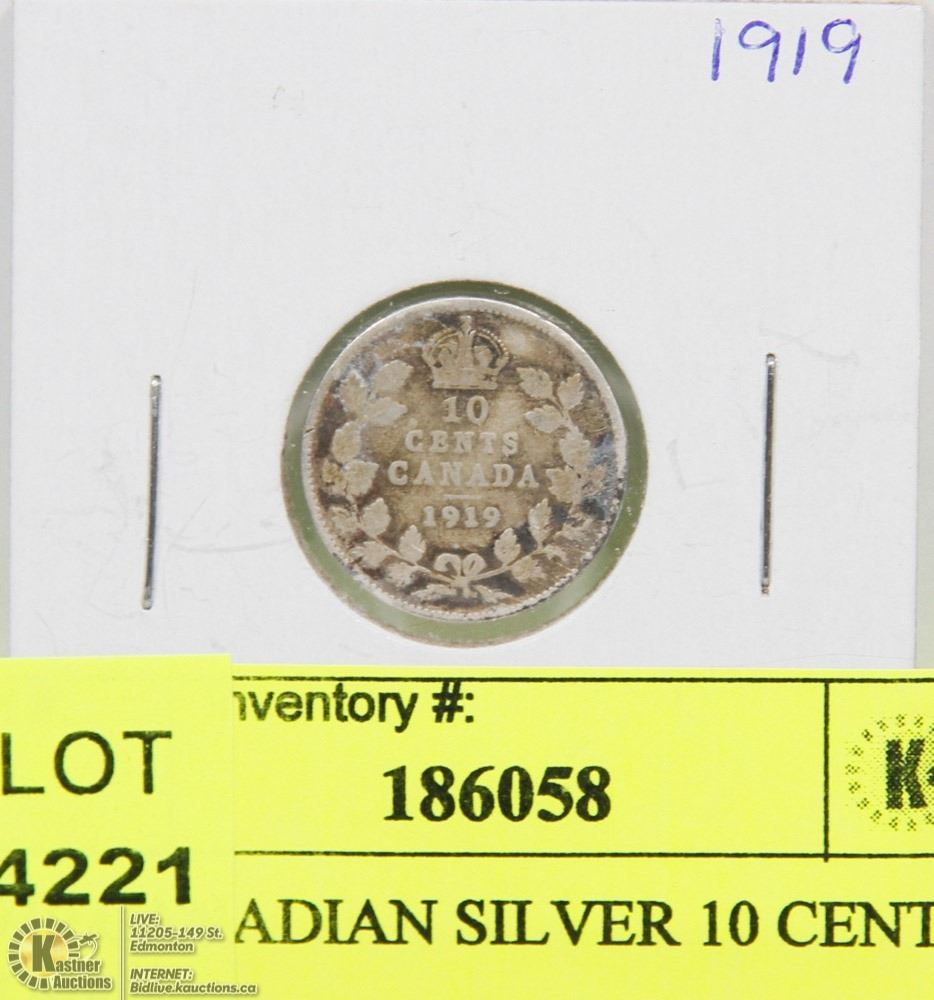 1919
10
CENTS
CANADA
1919
nventory #:
LOT
186058
K
4221
ADIAN SILVER 10 CENT
Kastner
Auctions
LIVE:
11205-149 St.
Edmonton
INTERNET:
Bidlive.kauctions.ca